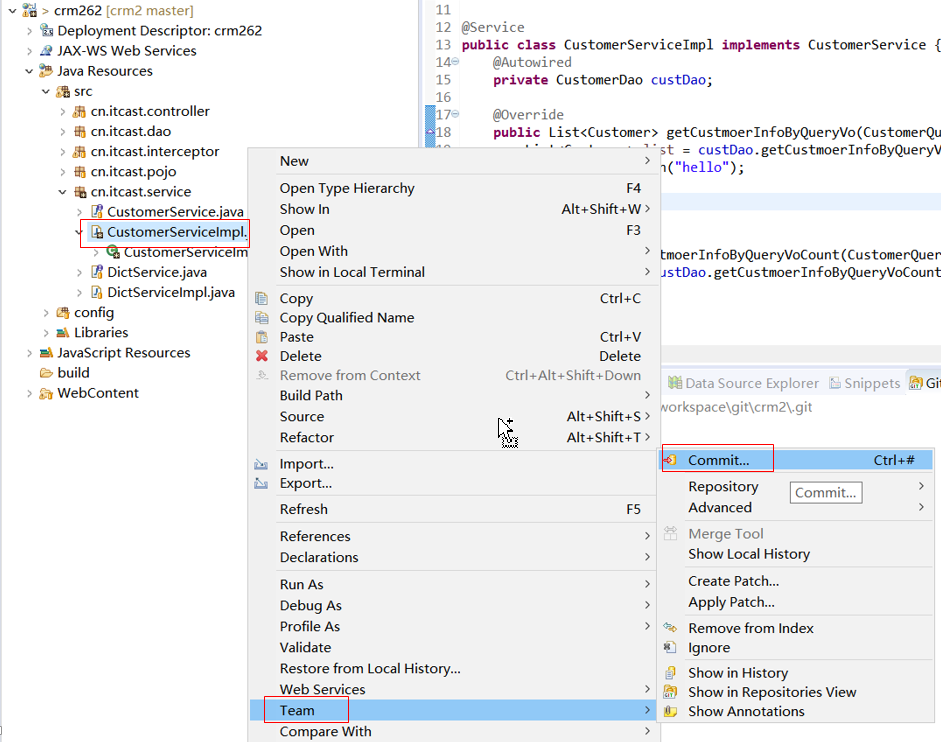 > crm262 [crm2 master]
Deployment Descriptor: crm262
JAX-WS Web Services
Java Resources
src
cn.itcast.controller
cn.itcast.dao
cn.itcast.interceptor
cn.itcast.pojo
cn.itcast.service
CustomerService.java
CustomerServiceImpl.
CustomerServiceIm
DictService.java
DictServiceImpl.java
config
Libraries
JavaScript Resources
build
WebContent
11
12 @Service
13 public class CustomerServiceImpl implements CustomerService {
14 @Autowired
15 private CustomerDao custDao;
16
17 @Override
18 public List<Customer> getCustmoerInfoByQueryVo(CustomerQu
list = custDao.getCustmoerInfoByQueryV
n("hello");
tmoerInfoByQueryVoCount(CustomerQuer
ustDao.getCustmoerInfoByQueryVoCount
New
Open Type Hierarchy F4
Show In Alt+Shift+W
Open F3
Open With
Show in Local Terminal
Copy Ctrl+C
Copy Qualified Name
Paste Ctrl+V
Delete Delete
Remove from Context Ctrl+Alt+Shift+Down
Build Path
Source Alt+Shift+S
Refactor Alt+Shift+T
Import...
Export...
Refresh F5
References
Declarations
Run As
Debug As
Profile As
Validate
Restore from Local History...
Web Services
Team
Compare With
Data Source Explorer Snippets Git
workspace\git\crm2\.git
Commit... Ctrl+#
Repository
Commit...
Advanced
Merge Tool
Show Local History
Create Patch...
Apply Patch...
Remove from Index
Ignore
Show in History
Show in Repositories View
Show Annotations